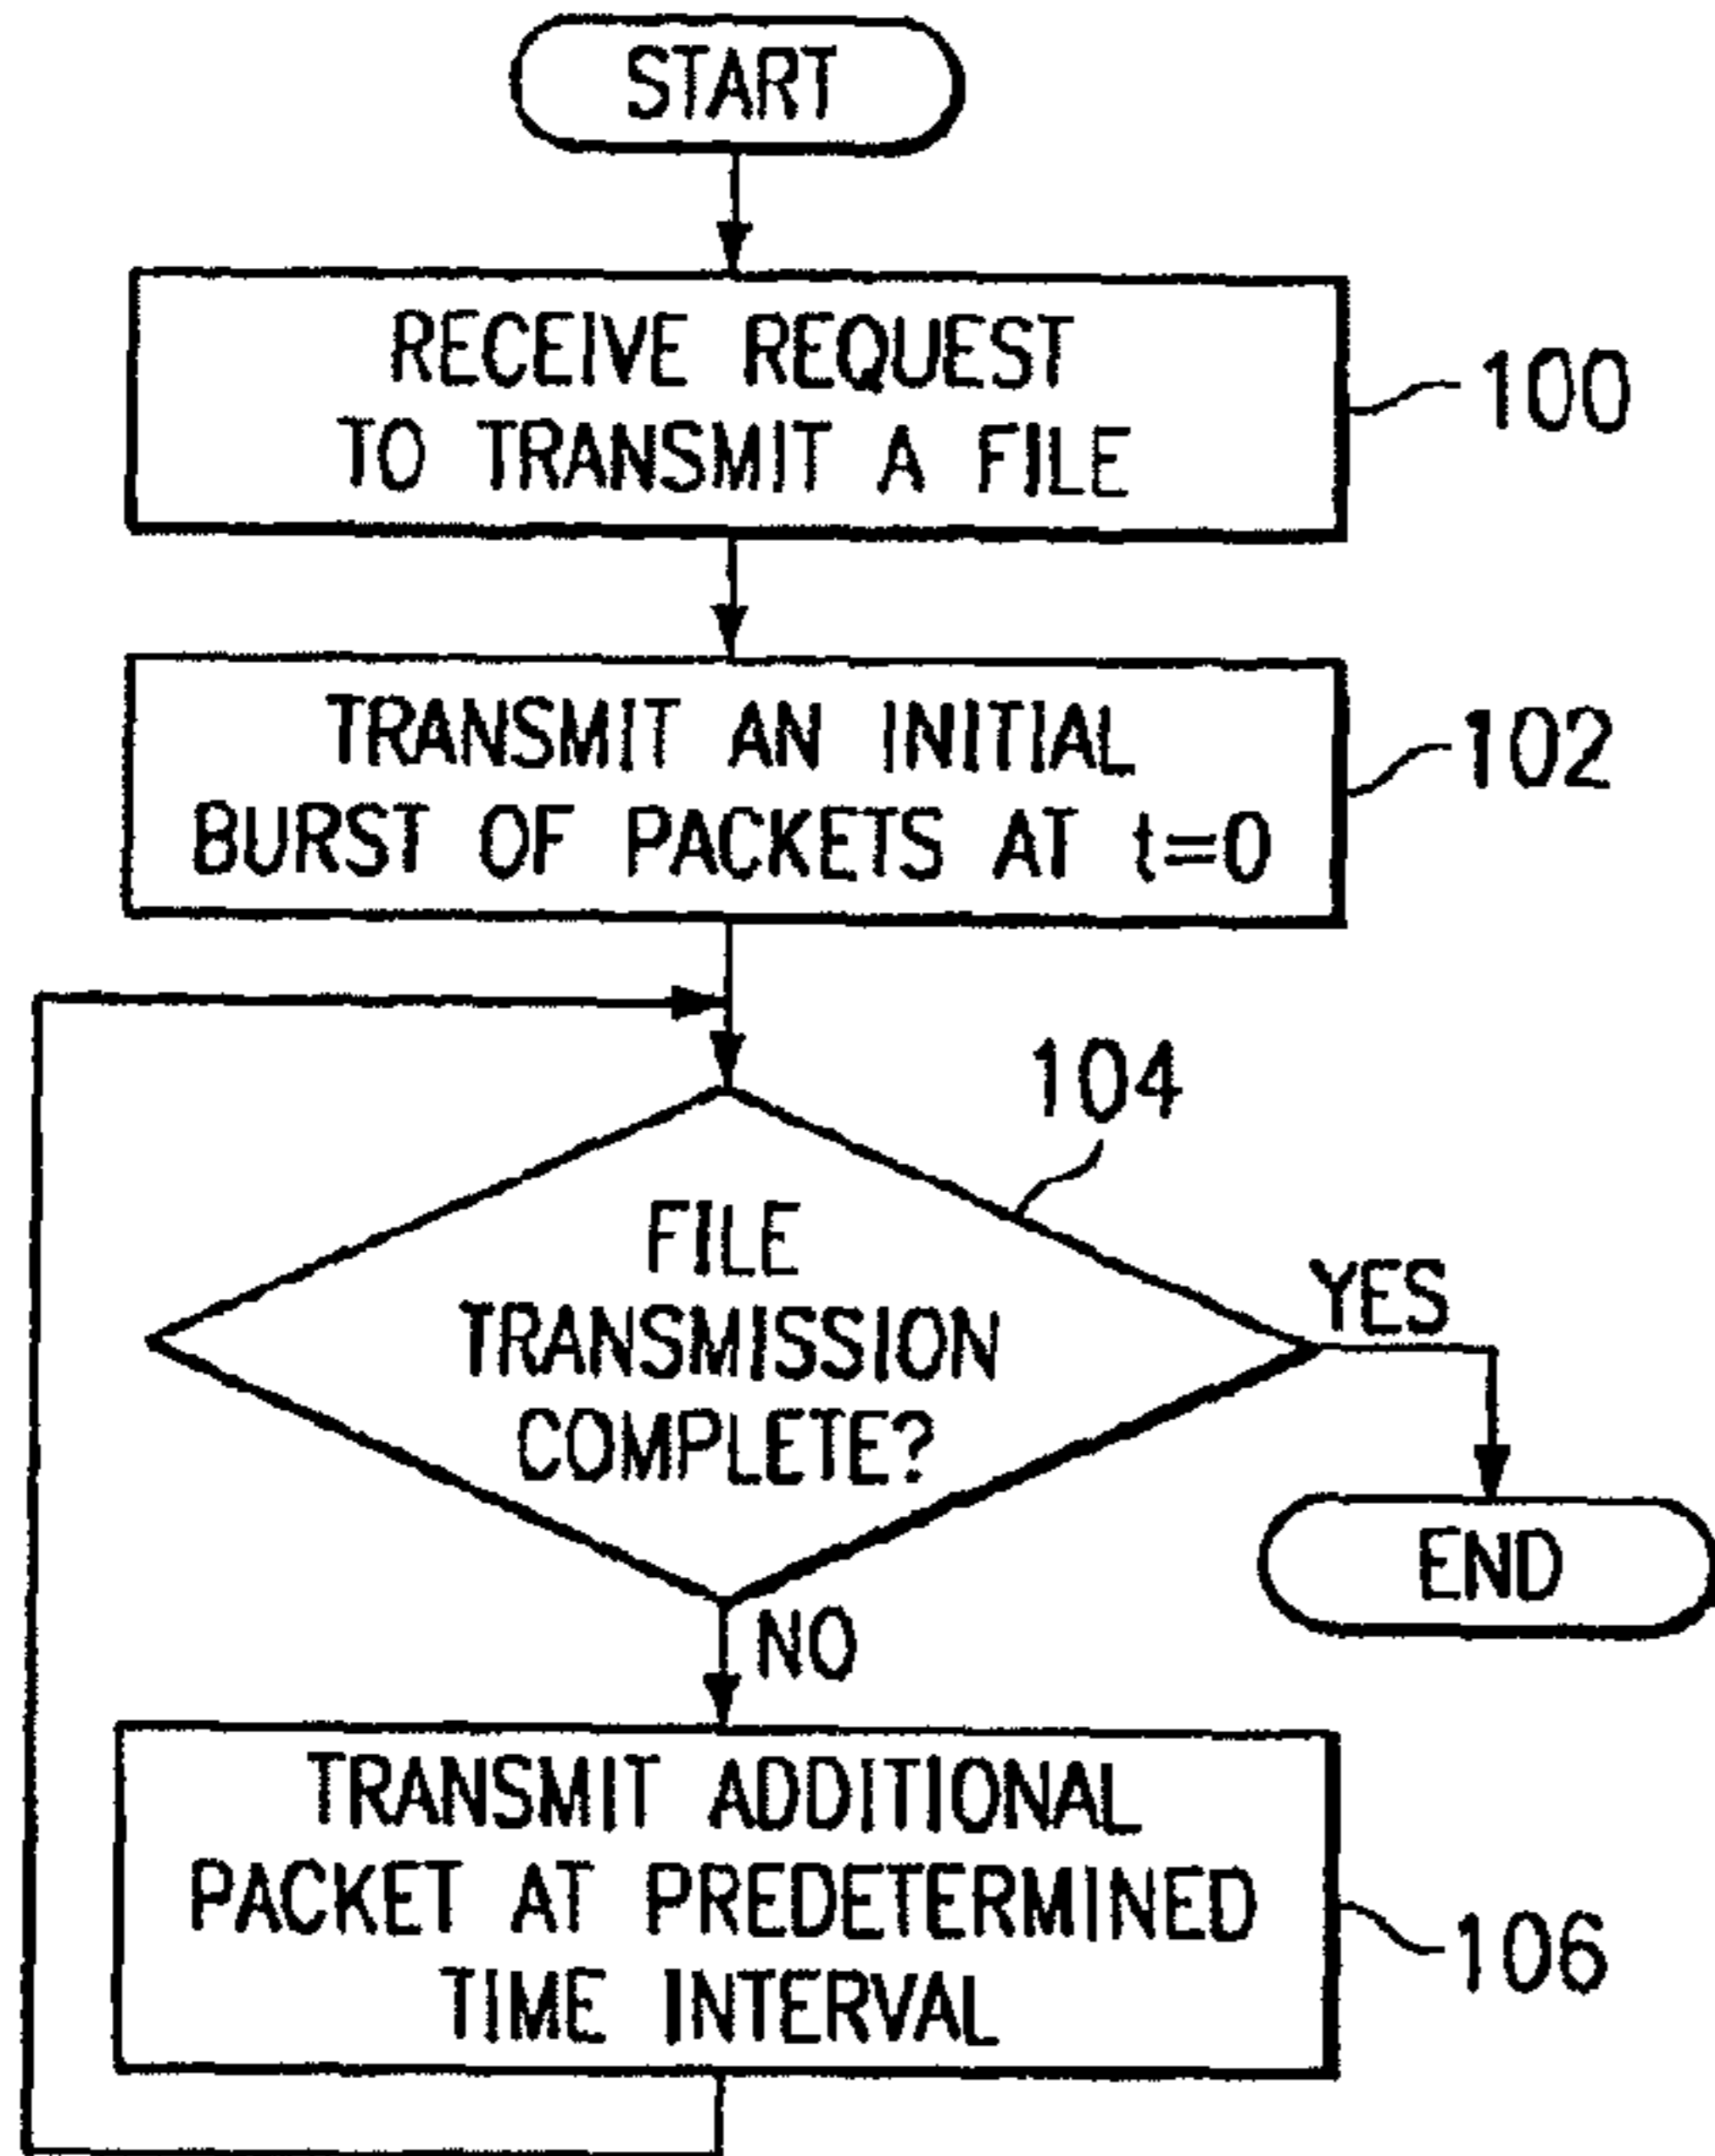 START
RECEIVE REQUEST
TO TRANSMIT A FILE
100
TRANSMIT AN INITIAL
BURST OF PACKETS AT t=0
102
104
FILE
TRANSMISSION
COMPLETE?
YES
END
NO
TRANSMIT ADDITIONAL
PACKET AT PREDETERMINED
TIME INTERVAL
106